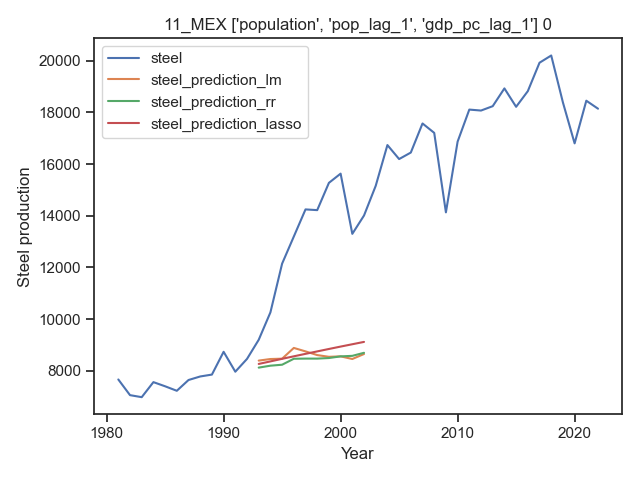 11_MEX ['population', 'pop_lag_1', 'gdp_pc_lag_1'] 0
steel
steel_prediction_lm
steel_prediction_rr
steel_prediction_lasso
Steel production
20000
18000
16000
14000
12000
10000
8000
1980
1990
2000
2010
2020
Year